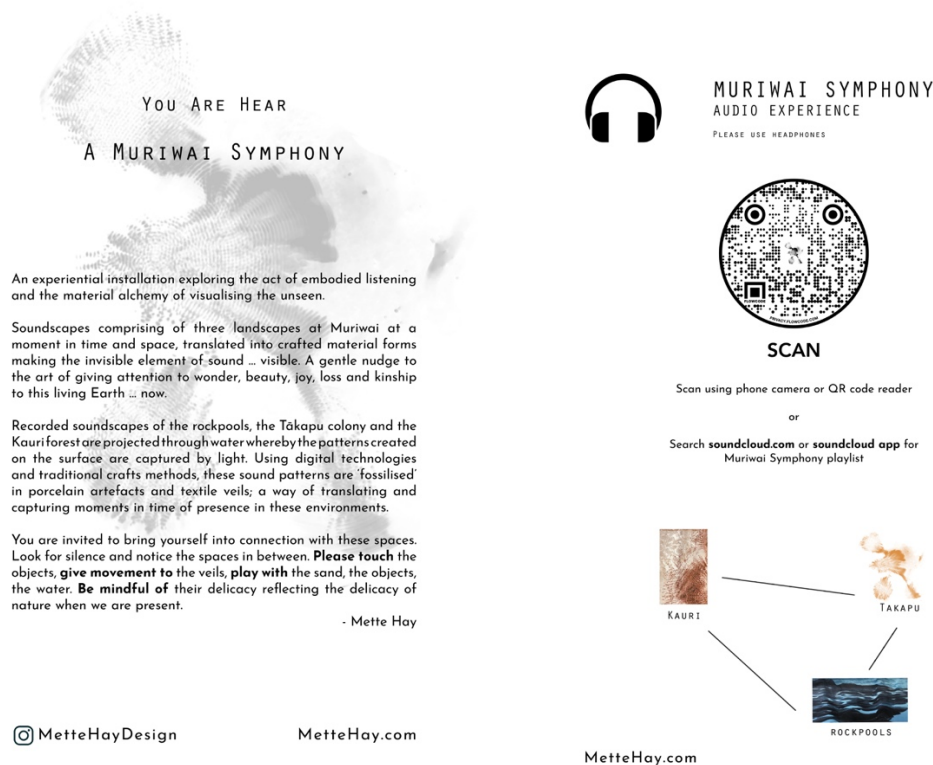 You Are Hear
A Muriwai Symphony
An experiential installation exploring the act of embodied listening
and the material alchemy of visualising the unseen.
Soundscapes comprising of three landscapes at Muriwai at a
moment in time and space, translated into crafted material forms
making the invisible element of sound ... visible. A gentle nudge to
the art of giving attention to wonder, beauty, joy, loss and kinship
to this living Earth ... now.
Recorded soundscapes of the rockpools, the Tākapu colony and the
Kauri forest are projected through water whereby the patterns created
on the surface are captured by light. Using digital technologies
and traditional crafts methods, these sound patterns are 'fossilised'
in porcelain artefacts and textile veils; a way of translating and
capturing moments in time of presence in these environments.
You are invited to bring yourself into connection with these spaces.
Look for silence and notice the spaces in between. Please touch the
objects, give movement to the veils, play with the sand, the objects,
the water. Be mindful of their delicacy reflecting the delicacy of
nature when we are present.
- Mette Hay
MetteHayDesign
MetteHay.com
MURIWAI SYMPHONY
AUDIO EXPERIENCE
Please use headphones
FLOWCODE
PRIVACY.FLOWCODE.COM
SCAN
Scan using phone camera or QR code reader
or
Search soundcloud.com or soundcloud app for
Muriwai Symphony playlist
Kauri
Takapu
ROCKPOOLS
MetteHay.com